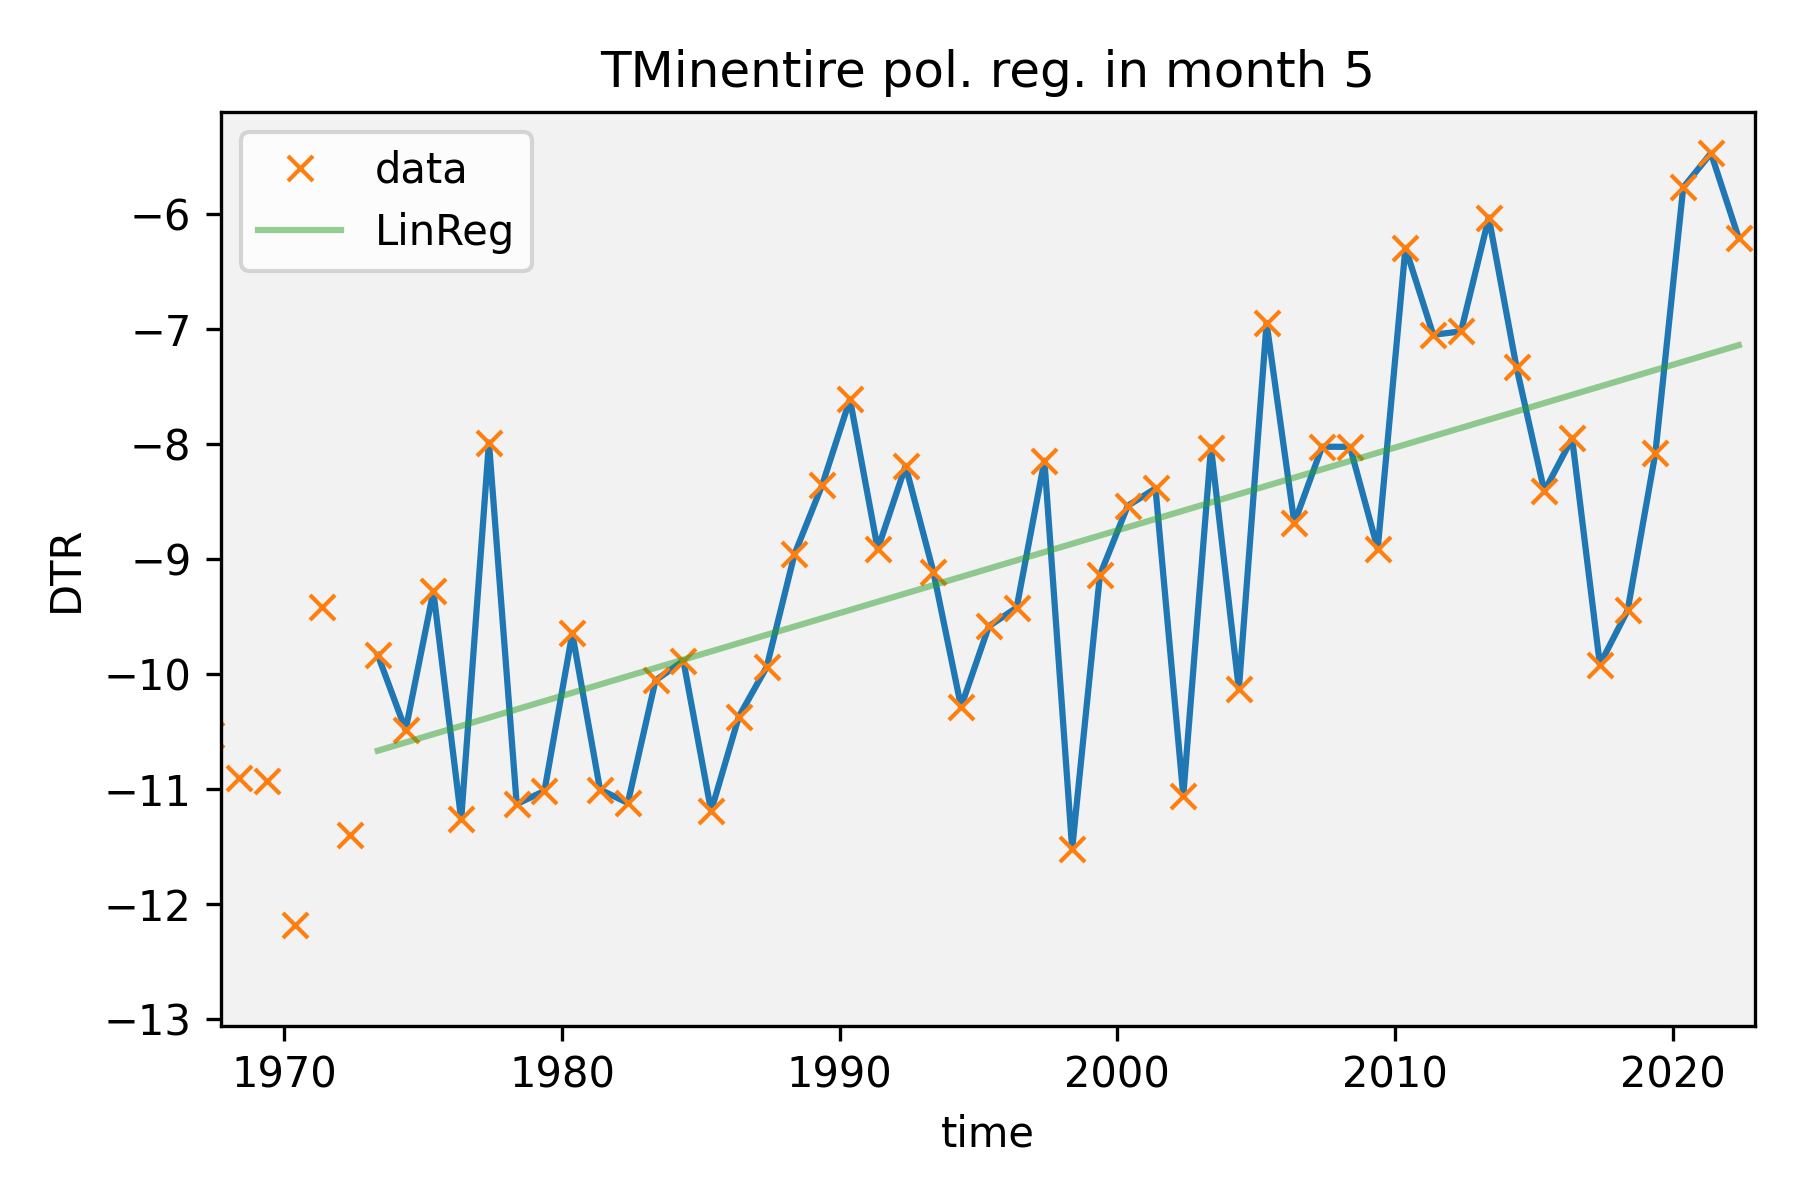 TMinentire pol. reg. in month 5
data
LinReg
−6
−7
−8
−9
−10
−11
−12
−13
DTR
1970 1980 1990 2000 2010 2020
time